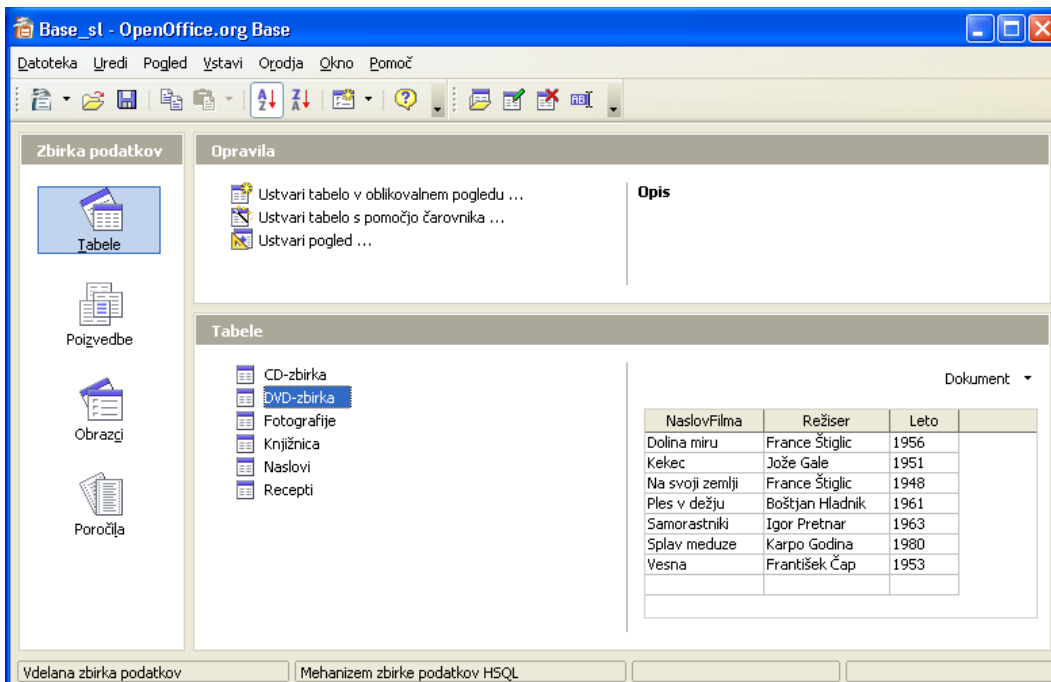 Base_sl - OpenOffice.org Base
Datoteka Uredi Pogled Vstavi Orodja Okno Pomoč
Zbirka podatkov
Tabele
Poizvedbe
Obrazci
Poročila
Opravila
Ustvari tabelo v oblikovalnem pogledu ...
Ustvari tabelo s pomočjo čarovnika ...
Ustvari pogled ...
Opis
Tabele
CD-zbirka
DVD-zbirka
Fotografije
Knjižnica
Naslovi
Recepti
Dokument
NaslovFilma Režiser Leto
Dolina miru France Štiglic 1956
Kekec Jože Gale 1951
Na svoji zemlji France Štiglic 1948
Ples v dežju Boštjan Hladnik 1961
Samorastniki Igor Pretnar 1963
Splav meduze Karpo Godina 1980
Vesna František Čap 1953
Vdelana zbirka podatkov Mehanizem zbirke podatkov HSQL